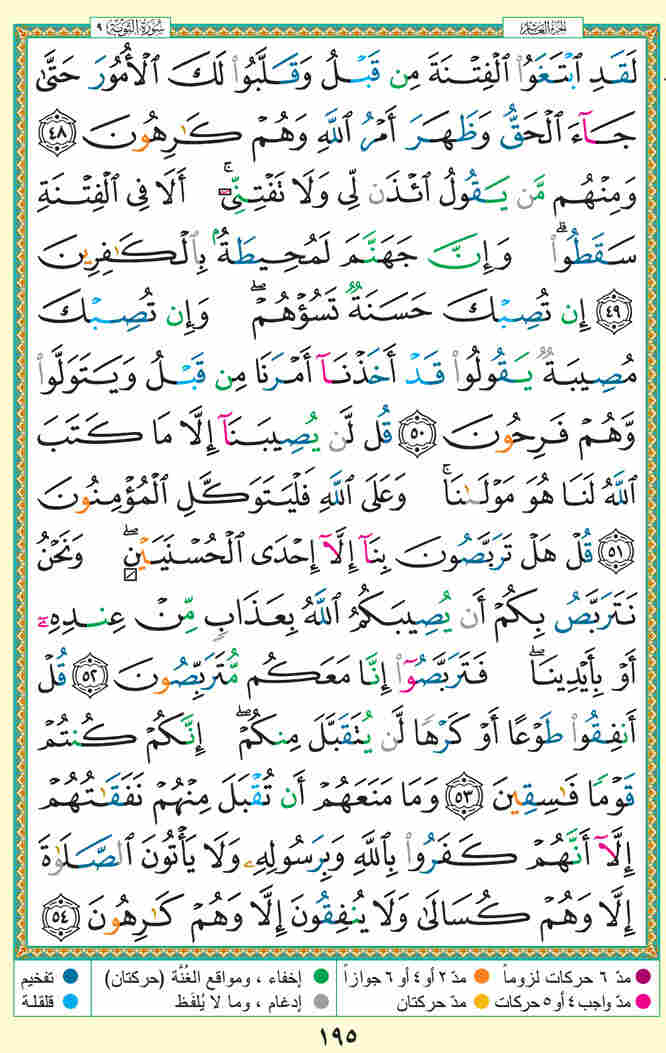 سُورَةُ التَّوْبَةِ ٩
الجزء العاشر
لَقَدِ ٱبْتَغَوُا۟ ٱلْفِتْنَةَ مِن قَبْلُ وَقَلَّبُوا۟ لَكَ ٱلْأُمُورَ حَتَّىٰ
جَآءَ ٱلْحَقُّ وَظَهَرَ أَمْرُ ٱللَّهِ وَهُمْ كَٰرِهُونَ ٤٨
وَمِنْهُم مَّن يَقُولُ ٱئْذَن لِّى وَلَا تَفْتِنِّىٓ ۚ أَلَا فِى ٱلْفِتْنَةِ
سَقَطُوا۟ ۗ وَإِنَّ جَهَنَّمَ لَمُحِيطَةٌۢ بِٱلْكَٰفِرِينَ
٤٩ إِن تُصِبْكَ حَسَنَةٌ تَسُؤْهُمْ ۖ وَإِن تُصِبْكَ
مُصِيبَةٌ يَقُولُوا۟ قَدْ أَخَذْنَآ أَمْرَنَا مِن قَبْلُ وَيَتَوَلَّوا۟
وَّهُمْ فَرِحُونَ ٥٠ قُل لَّن يُصِيبَنَآ إِلَّا مَا كَتَبَ
ٱللَّهُ لَنَا هُوَ مَوْلَىٰنَا ۚ وَعَلَى ٱللَّهِ فَلْيَتَوَكَّلِ ٱلْمُؤْمِنُونَ
٥١ قُلْ هَلْ تَرَبَّصُونَ بِنَآ إِلَّآ إِحْدَى ٱلْحُسْنَيَيْنِ ۖ وَنَحْنُ
نَتَرَبَّصُ بِكُمْ أَن يُصِيبَكُمُ ٱللَّهُ بِعَذَابٍ مِّنْ عِندِهِۦٓ
أَوْ بِأَيْدِينَا ۖ فَتَرَبَّصُوٓا۟ إِنَّا مَعَكُم مُّتَرَبِّصُونَ ٥٢ قُلْ
أَنفِقُوا۟ طَوْعًا أَوْ كَرْهًا لَّن يُتَقَبَّلَ مِنكُمْ ۖ إِنَّكُمْ كُنتُمْ
قَوْمًا فَٰسِقِينَ ٥٣ وَمَا مَنَعَهُمْ أَن تُقْبَلَ مِنْهُمْ نَفَقَٰتُهُمْ
إِلَّآ أَنَّهُمْ كَفَرُوا۟ بِٱللَّهِ وَبِرَسُولِهِۦ وَلَا يَأْتُونَ ٱلصَّلَوٰةَ
إِلَّا وَهُمْ كُسَالَىٰ وَلَا يُنفِقُونَ إِلَّا وَهُمْ كَٰرِهُونَ ٥٤
مدّ ٦ حركات لزوماً مدّ ٢ أو ٤ أو ٦ جوازاً إخفاء ، ومواقع الغُنَّة (حركتان) تفخيم
مدّ واجب ٤ أو ٥ حركات مدّ حركتان إدغام ، وما لا يُلفَظ قلقلة
١٩٥